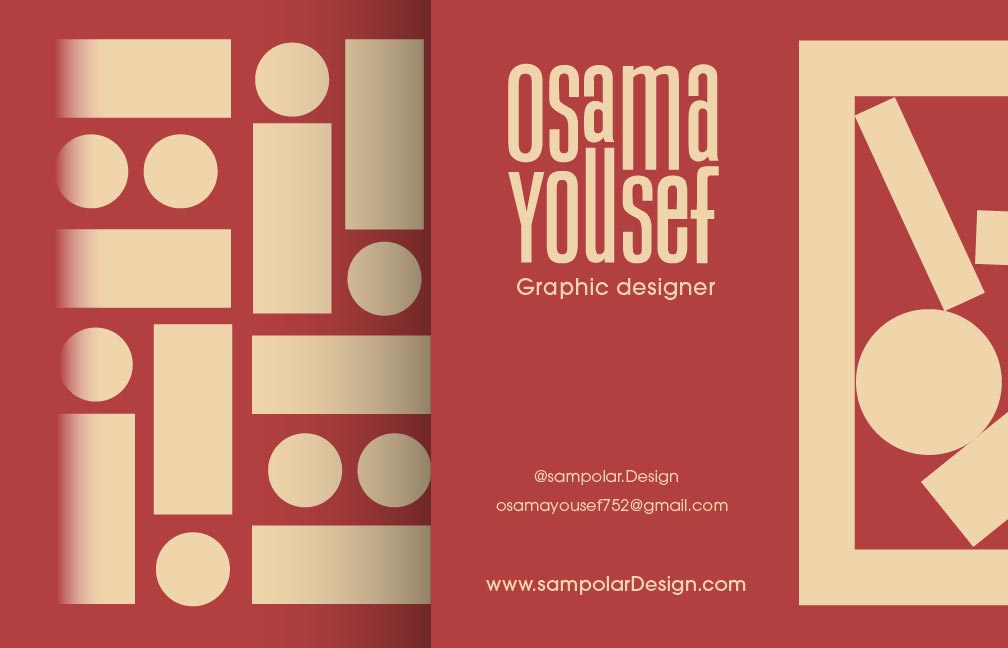 Osama
Yousef
Graphic designer
@sampolar.Design
osamayousef752@gmail.com
www.sampolarDesign.com